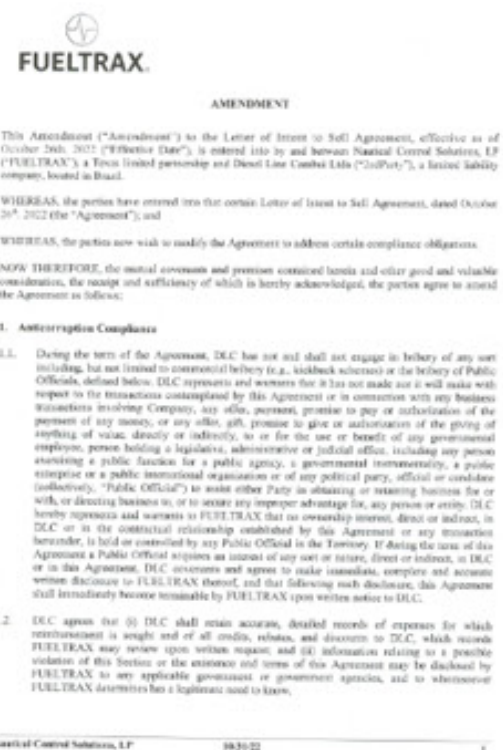 FUELTRAX
AMENDMENT
This Amendment ("Amendment") to the Letter of Intent to Sell Agreement, effective as of
October 26th, 2022 ("Effective Date"), is entered into by and between Nautical Control Solutions, LP
("FUELTRAX"), a Texas limited partnership and Diesel Line Ltda ("2ndParty"), a limited liability
company, located in Brazil.
WHEREAS, the parties have entered into that certain Letter of Intent to Sell Agreement, dated October
26th, 2022 (the "Agreement"); and
WHEREAS, the parties now wish to modify the Agreement to address certain compliance obligations.
NOW THEREFORE, the mutual covenants and promises contained herein and other good and valuable
consideration, the receipt and sufficiency of which is hereby acknowledged, the parties agree to amend
the Agreement as follows:
1. Anticorruption Compliance
1.1. During the term of the Agreement, DLC has not and shall not engage in bribery of any sort
including, but not limited to commercial bribery (e.g., kickback schemes) or the bribery of Public
Officials, defined below. DLC represents and warrants that it has not made nor it will make with
respect to the transactions contemplated by this Agreement or in connection with any business
transactions involving Company, any offer, payment, promise to pay or authorization of the
payment of any money, or any offer, gift, promise to give or authorization of the giving of
anything of value, directly or indirectly, to or for the use or benefit of any governmental
employee, person holding a legislative, administrative or judicial office, including any person
exercising a public function for a public agency, a governmental instrumentality, a public
enterprise or a public international organization or of any political party, official or candidate
(collectively, "Public Official") to assist either Party in obtaining or retaining business for or
with, or directing business to, or to secure any improper advantage for, any person or entity. DLC
hereby represents and warrants to FUELTRAX that no ownership interest, direct or indirect, in
DLC or in the contractual relationship established by this Agreement or any transaction
hereunder, is held or controlled by any Public Official in the Territory. If during the term of this
Agreement a Public Official acquires an interest of any sort or nature, direct or indirect, in DLC
or in this Agreement, DLC covenants and agrees to make immediate, complete and accurate
written disclosure to FUELTRAX thereof, and that following such disclosure, this Agreement
shall immediately become terminable by FUELTRAX upon written notice to DLC.
2. DLC agrees that (i) DLC shall retain accurate, detailed records of expenses for which
reimbursement is sought and of all credits, rebates, and discounts to DLC, which records
FUELTRAX may review upon written request; and (ii) information relating to a possible
violation of this Section or the existence and terms of this Agreement may be disclosed by
FUELTRAX to any applicable government or government agencies, and to whomsoever
FUELTRAX determines has a legitimate need to know.
autical Control Solutions, LP 10/31/22